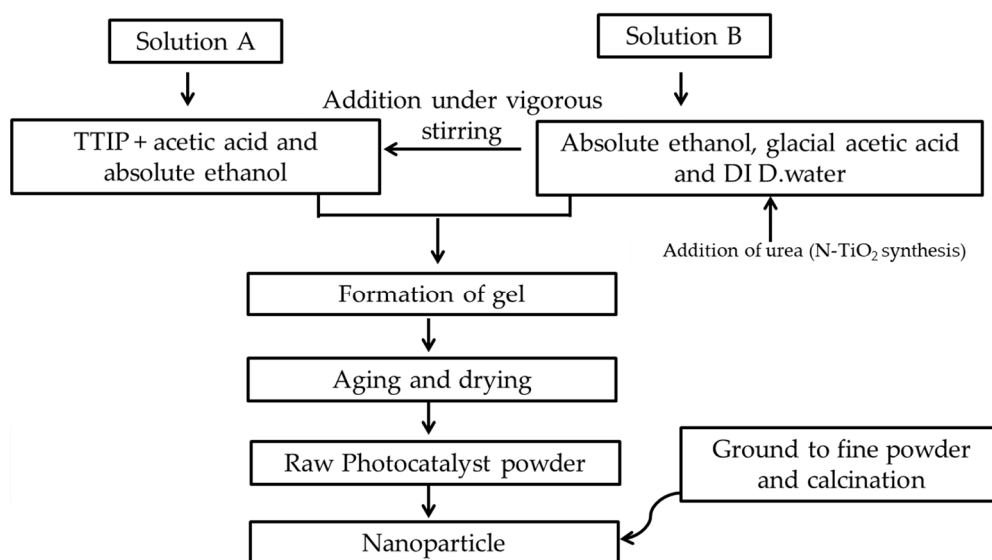 Solution A
Solution B
Addition under vigorous
stirring
TTIP + acetic acid and
absolute ethanol
Absolute ethanol, glacial acetic acid
and DI D.water
Addition of urea (N-TiO₂ synthesis)
Formation of gel
Aging and drying
Raw Photocatalyst powder
Ground to fine powder
and calcination
Nanoparticle